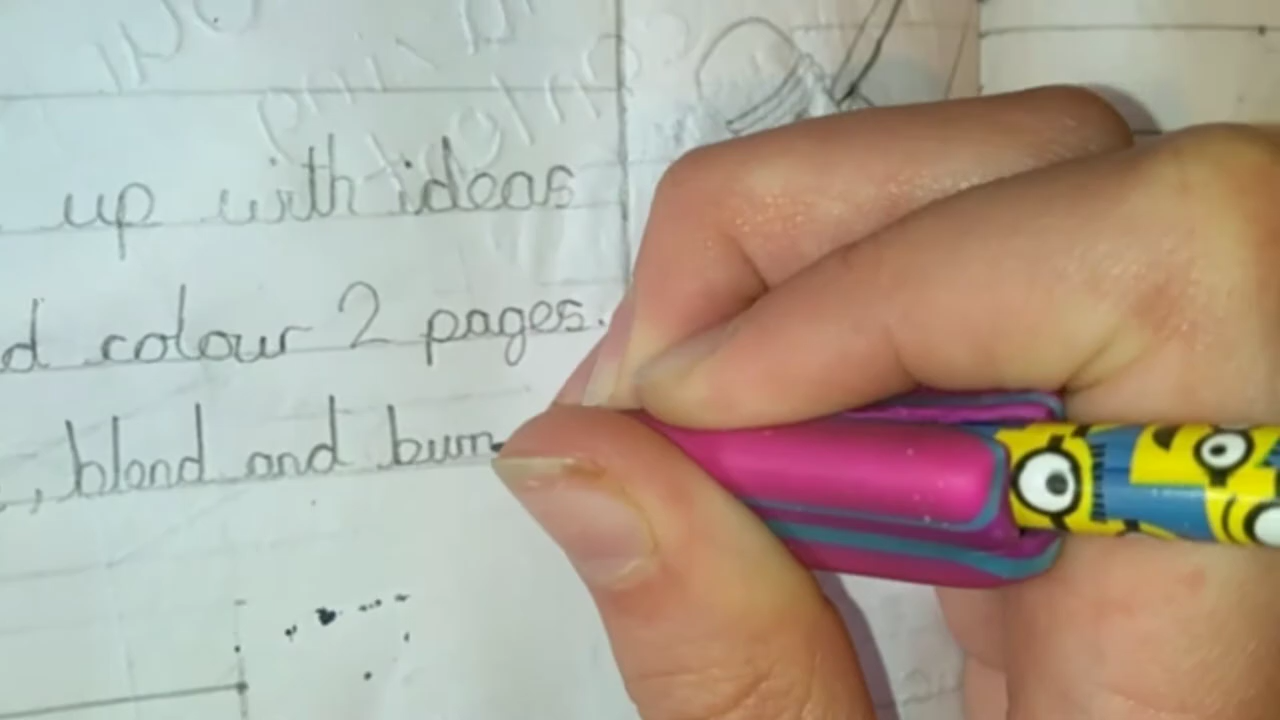 up with ideas
d colour 2 pages.
, blend and burn